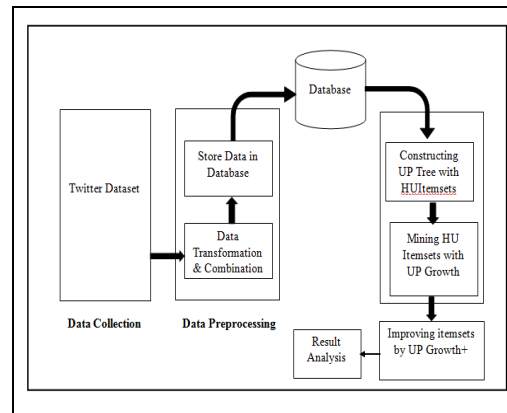 Twitter Dataset
Data Collection
Store Data in
Database
Data
Transformation
& Combination
Data Preprocessing
Database
Constructing
UP Tree with
HUItemsets
Mining HU
Itemsets with
UP Growth
Improving itemsets
by UP Growth+
Result
Analysis